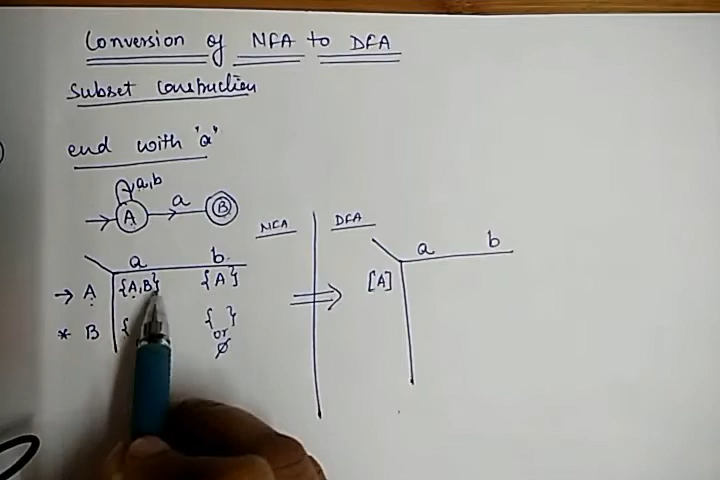 Conversion of NFA to DFA
Subset Construction
end with 'a'
a,b
a
A
B
NFA
DFA
a b
→ A {A,B} {A}
* B { { }
or
ϕ
⇒
a b
[A]